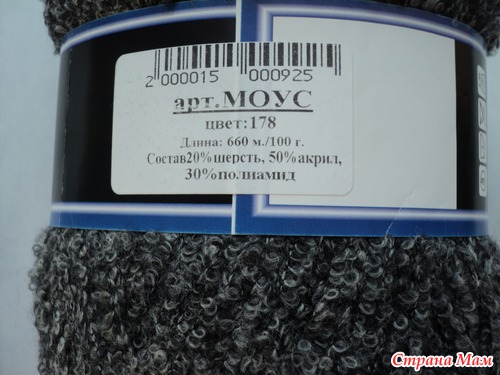 2 000015 000925
арт.МОУС
цвет:178
Длина: 660 м./100 г.
Состав20%шерсть, 50%акрил,
30%полиамид
Страна Мам